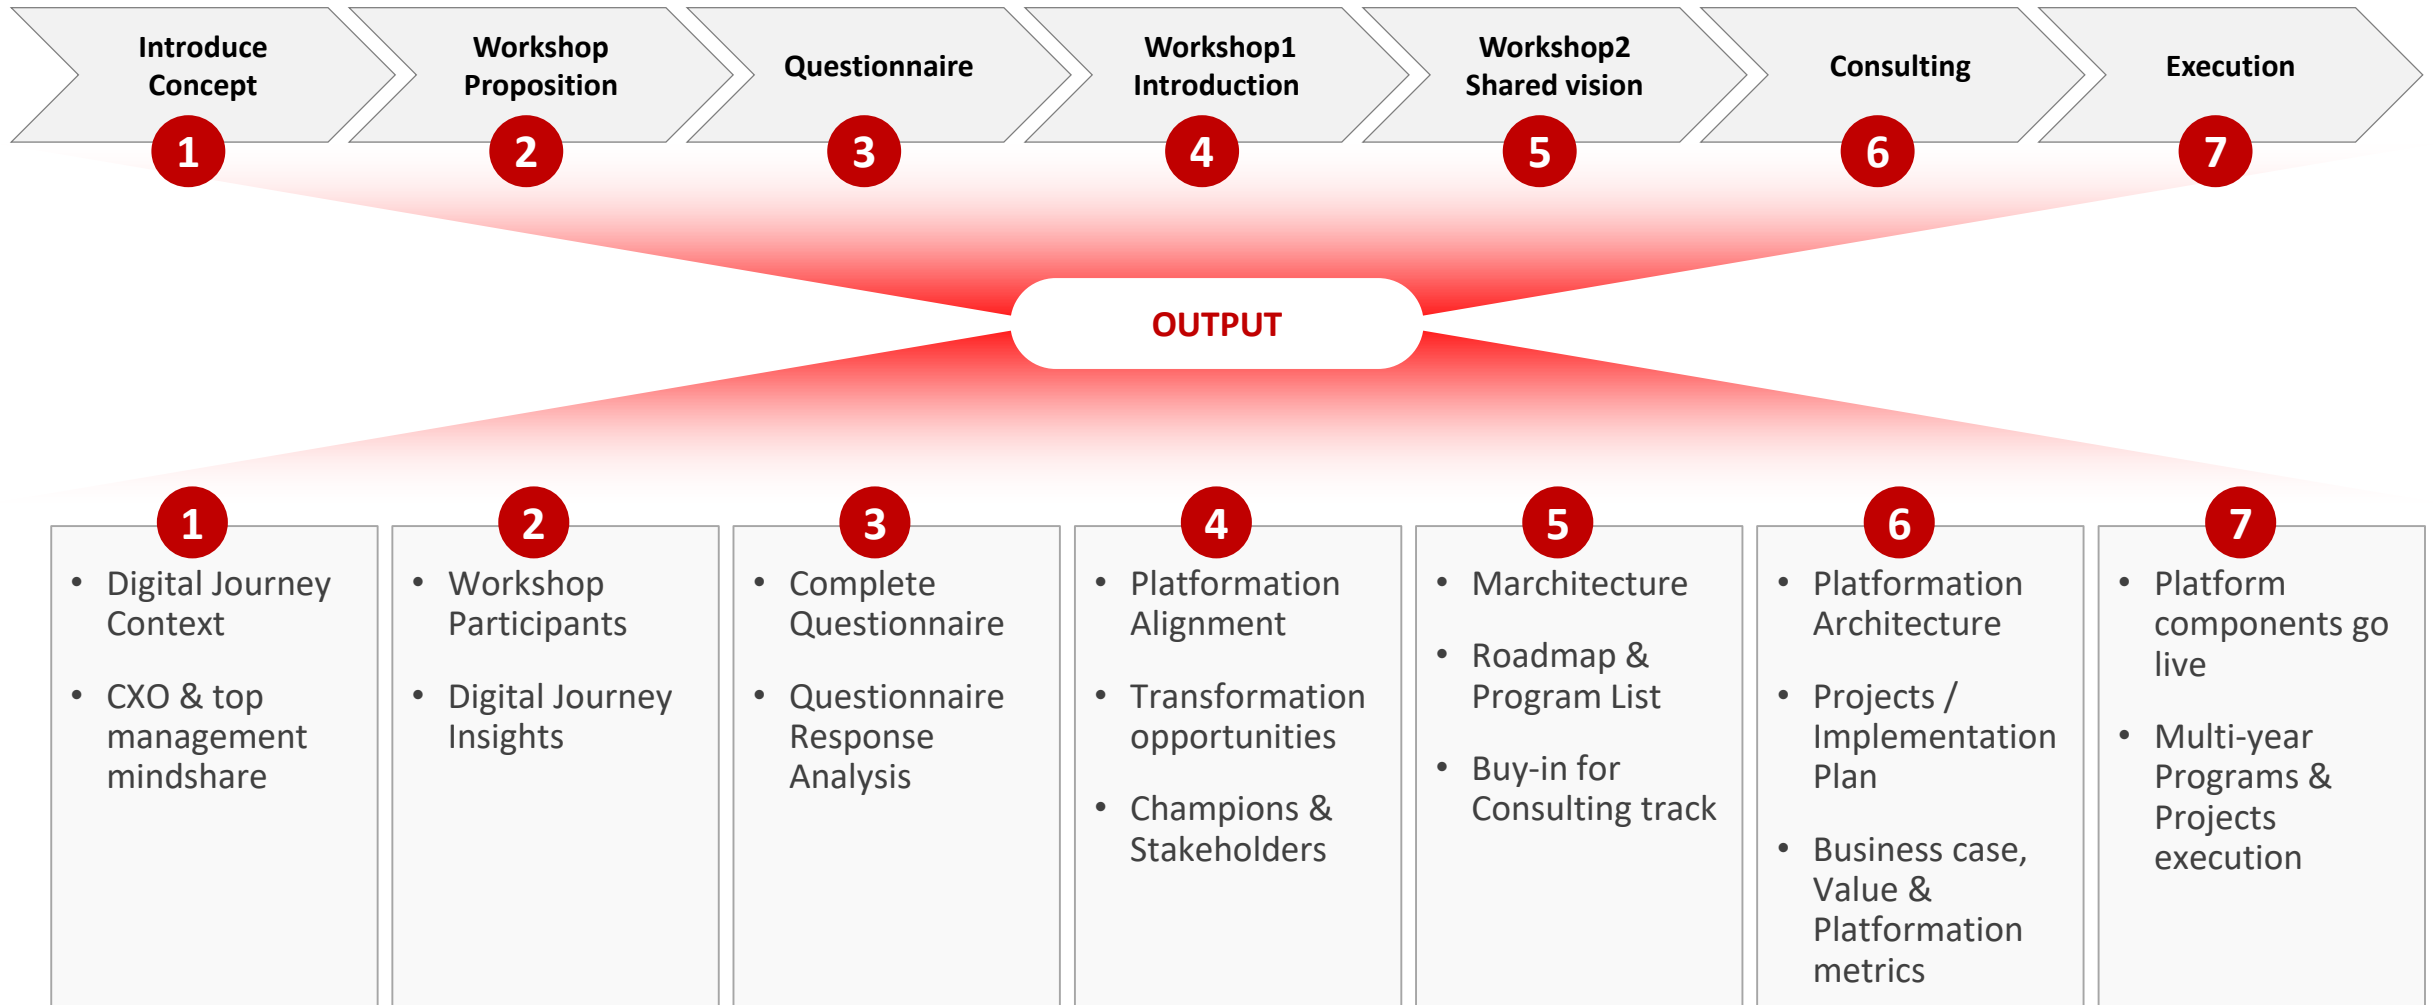 Introduce
Concept
Workshop
Proposition
Questionnaire
Workshop1
Introduction
Workshop2
Shared vision
Consulting
Execution
1
2
3
4
5
6
7
OUTPUT
1
• Digital Journey
Context
• CXO & top
management
mindshare
2
• Workshop
Participants
• Digital Journey
Insights
3
• Complete
Questionnaire
• Questionnaire
Response
Analysis
4
• Platformation
Alignment
• Transformation
opportunities
• Champions &
Stakeholders
5
• Marchitecture
• Roadmap &
Program List
• Buy-in for
Consulting track
6
• Platformation
Architecture
• Projects /
Implementation
Plan
• Business case,
Value &
Platformation
metrics
7
• Platform
components go
live
• Multi-year
Programs &
Projects
execution